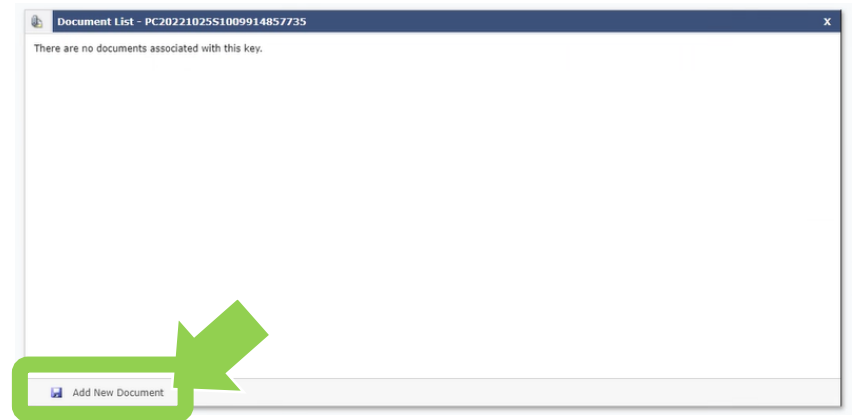 Document List - PC20221025S1009914857735
X
There are no documents associated with this key.
Add New Document